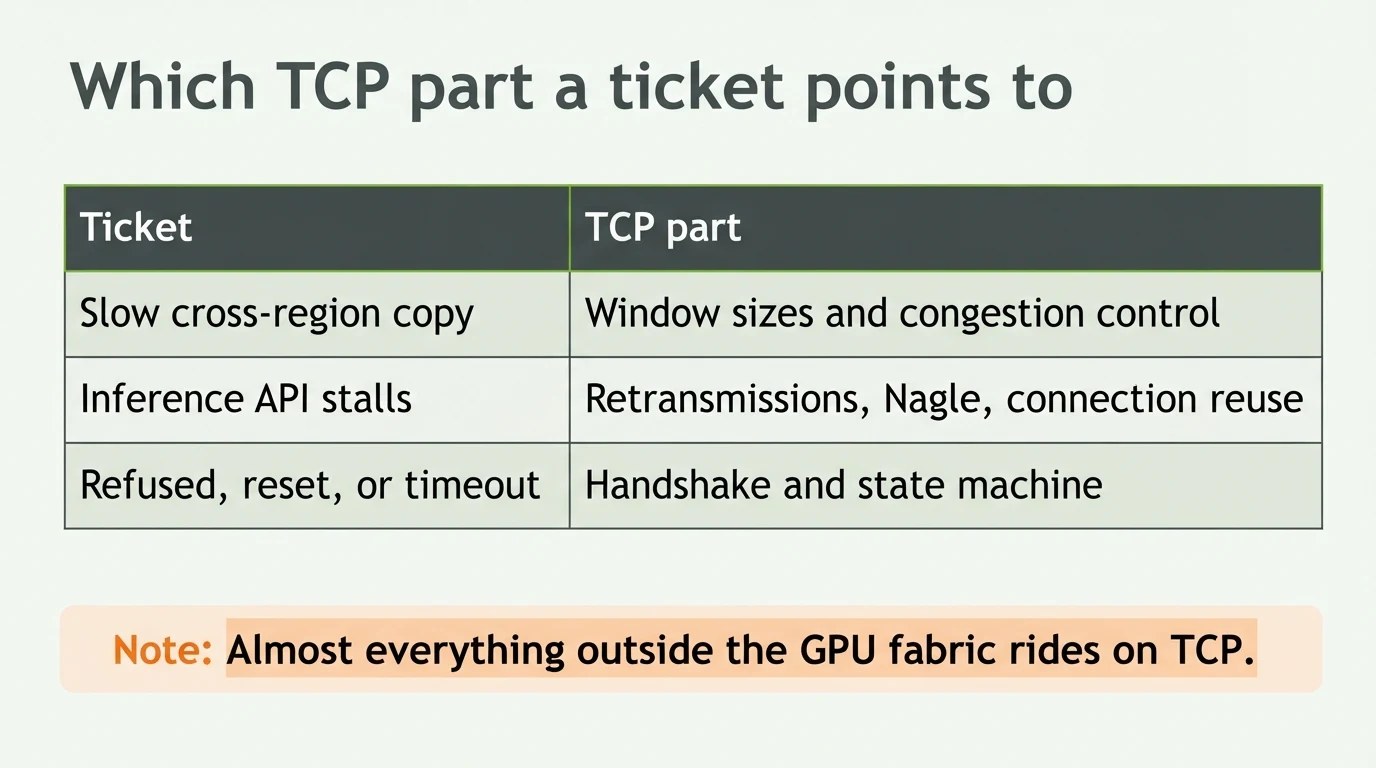 Which TCP part a ticket points to
Ticket
TCP part
Slow cross-region copy
Window sizes and congestion control
Inference API stalls
Retransmissions, Nagle, connection reuse
Refused, reset, or timeout
Handshake and state machine
Note: Almost everything outside the GPU fabric rides on TCP.